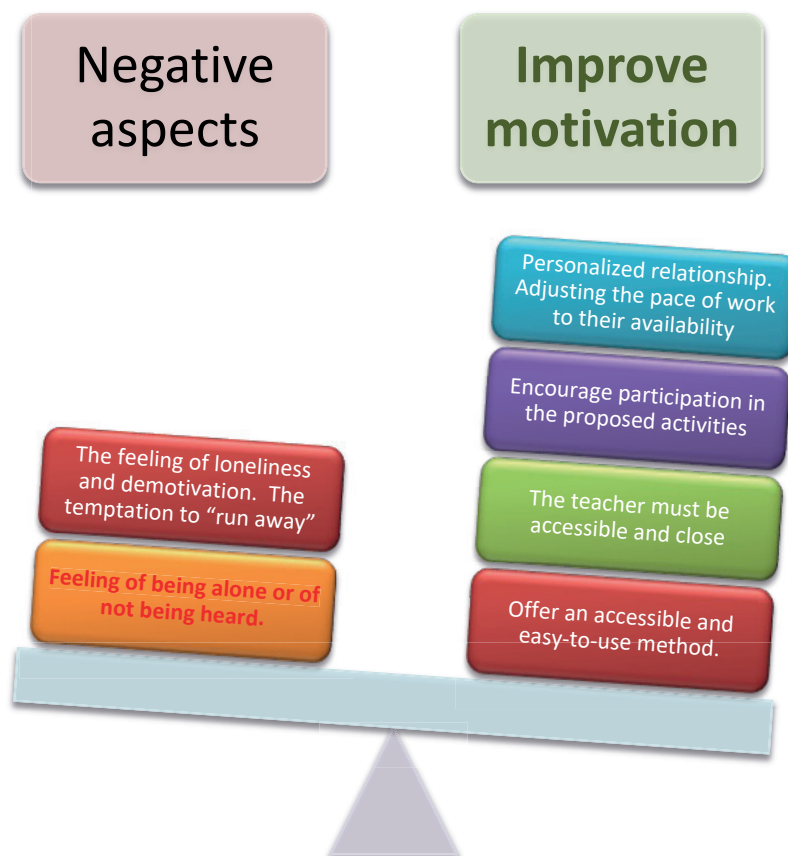 Negative
aspects
Improve
motivation
Personalized relationship.
Adjusting the pace of work
to their availability
Encourage participation in
the proposed activities
The feeling of loneliness
and demotivation.  The
temptation to “run away”
The teacher must be
accessible and close
Feeling of being alone or of
not being heard.
Offer an accessible and
easy-to-use method.